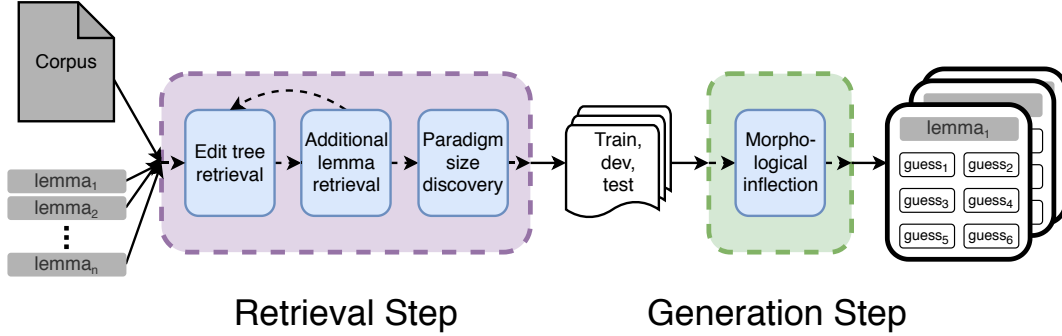 Corpus
lemma₁
lemma₂
lemmaₙ
Edit tree
retrieval
Additional
lemma
retrieval
Paradigm
size
discovery
Train,
dev,
test
Morpho-
logical
inflection
lemma₁
guess₁ guess₂
guess₃ guess₄
guess₅ guess₆
Retrieval Step
Generation Step